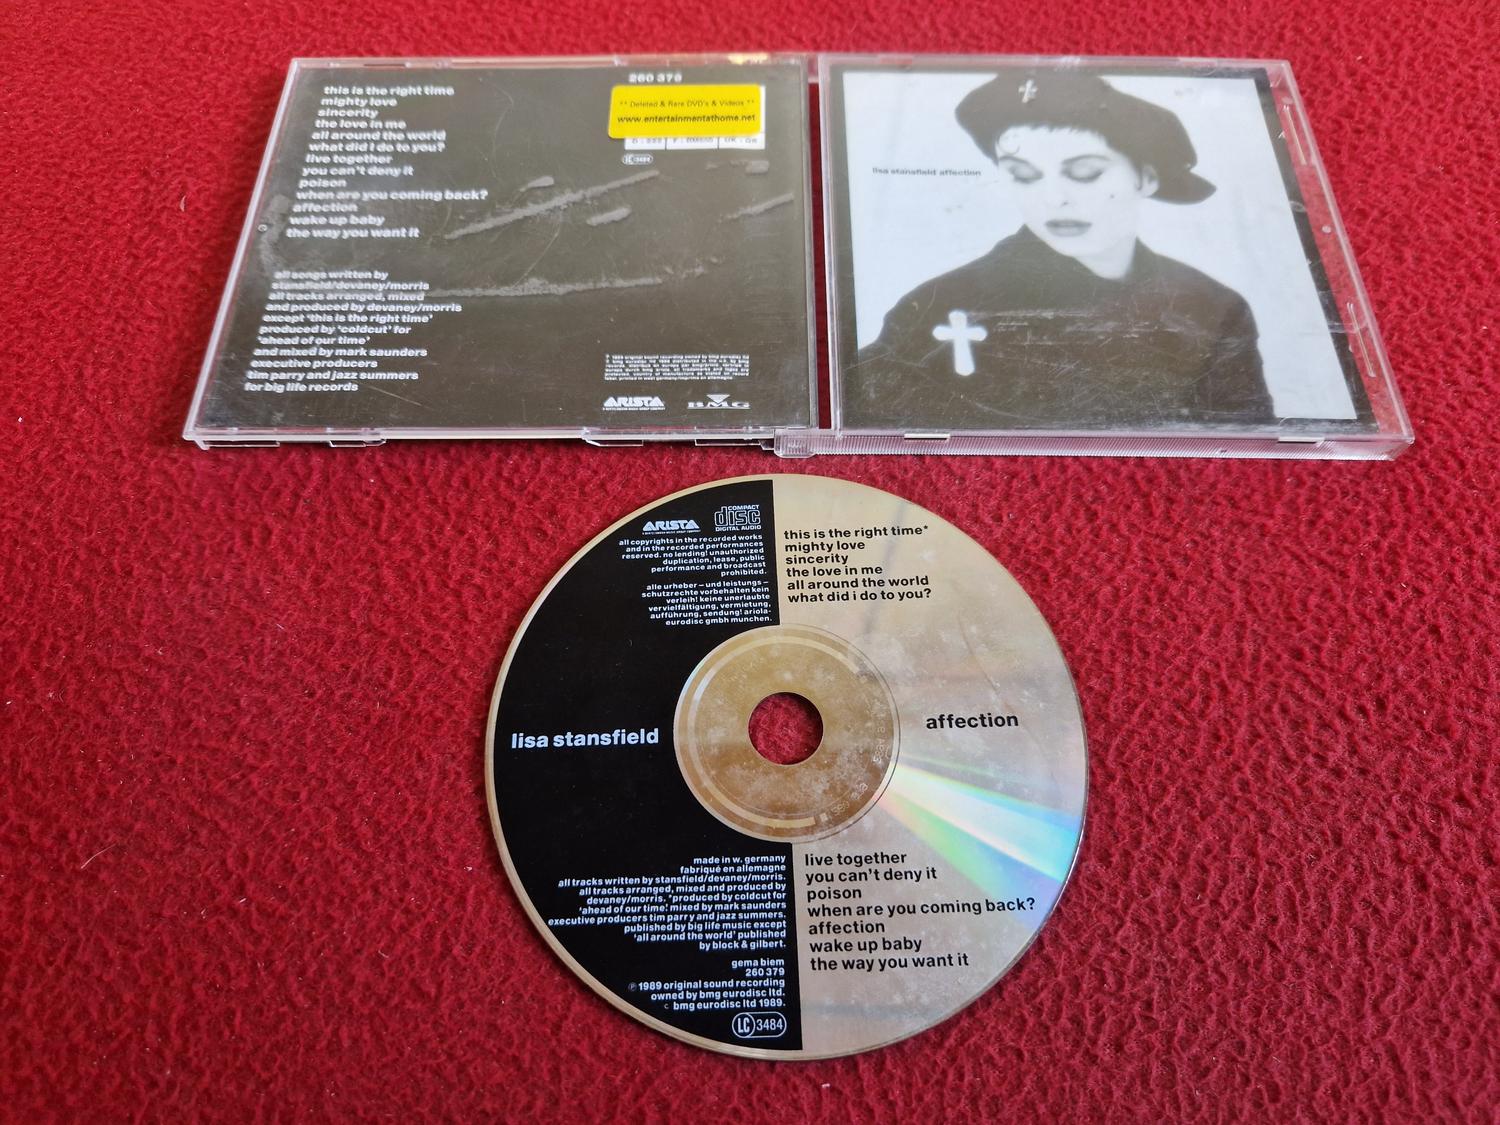 this is the right time
mighty love
sincerity
the love in me
all around the world
what did I do to you?
live together
you can't deny it
poison
when are you coming back?
affection
wake up baby
the way you want it
all songs written by
stansfield/devaney/morris
all tracks arranged, mixed
and produced by devaney/morris
except 'this is the right time'
produced by 'coldcut' for
'ahead of our time'
and mixed by mark saunders
executive producers
tim parry and jazz summers
for big life records
260 379
** Deleted & Rare DVD's & Videos **
www.entertainmentathome.net
LC 3484
ARISTA
BMG
lisa stansfield affection
ARISTA
COMPACT
disc
DIGITAL AUDIO
all copyrights in the recorded works
and in the recorded performances
reserved. no lending! unauthorized
duplication, lease, public
performance and broadcast
prohibited.
alle urheber – und leistungs –
schutzrechte vorbehalten kein
verleih! keine unerlaubte
vervielfältigung, vermietung,
aufführung, sendung! ariola-
eurodisc gmbh munchen.
this is the right time*
mighty love
sincerity
the love in me
all around the world
what did i do to you?
lisa stansfield
affection
made in w. germany
fabriqué en allemagne
all tracks written by stansfield/devaney/morris.
all tracks arranged, mixed and produced by
devaney/morris. *produced by coldcut for
'ahead of our time'. mixed by mark saunders
executive producers tim parry and jazz summers.
published by big life music except
'all around the world' published
by block & gilbert.
gema biem
260 379
℗ 1989 original sound recording
owned by bmg eurodisc ltd.
c bmg eurodisc ltd 1989.
LC 3484
live together
you can't deny it
poison
when are you coming back?
affection
wake up baby
the way you want it